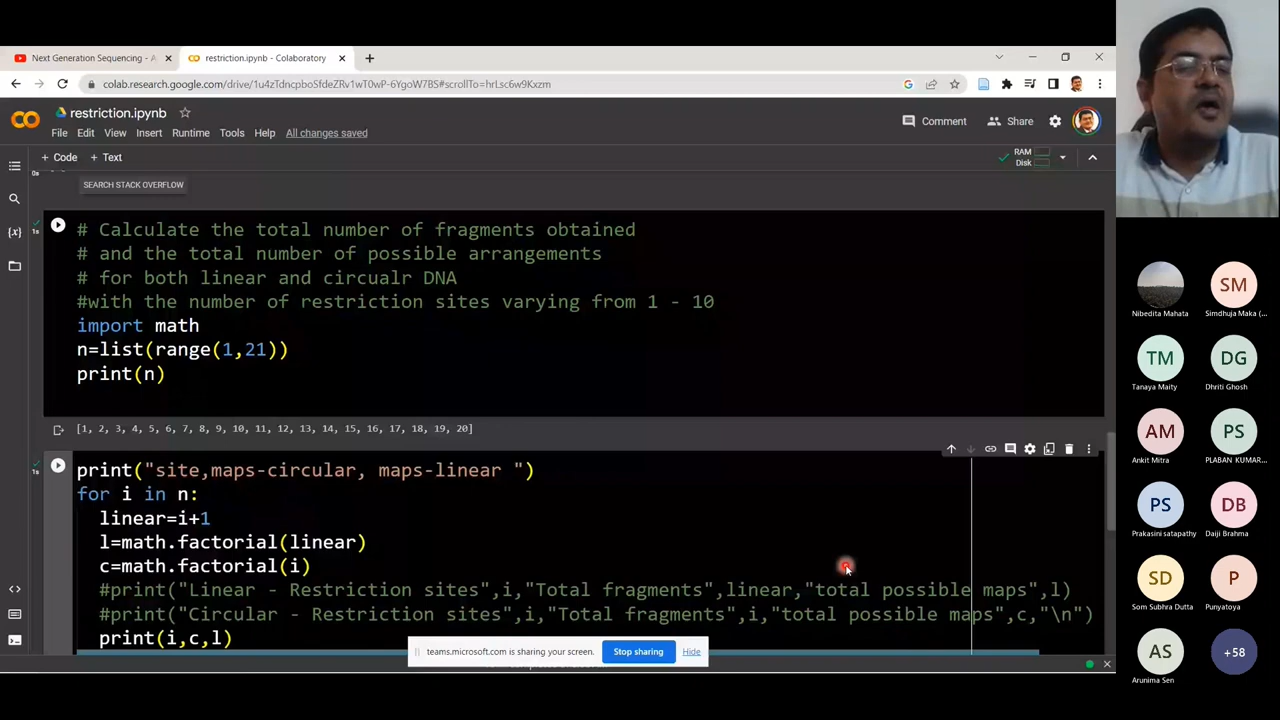 Next Generation Sequencing - A
restriction.ipynb - Colaboratory
colab.research.google.com/drive/1u4zTdncpboSfdeZRv1wT0wP-6YgoW7BS#scrollTo=hrLsc6w9Kxzm
restriction.ipynb
File Edit View Insert Runtime Tools Help All changes saved
Comment
Share
+ Code + Text
RAM
Disk
0s
SEARCH STACK OVERFLOW
1s
# Calculate the total number of fragments obtained
# and the total number of possible arrangements
# for both linear and circualr DNA
#with the number of restriction sites varying from 1 - 10
import math
n=list(range(1,21))
print(n)
[1, 2, 3, 4, 5, 6, 7, 8, 9, 10, 11, 12, 13, 14, 15, 16, 17, 18, 19, 20]
1s
print("site,maps-circular, maps-linear ")
for i in n:
linear=i+1
l=math.factorial(linear)
c=math.factorial(i)
#print("Linear - Restriction sites",i,"Total fragments",linear,"total possible maps",l)
#print("Circular - Restriction sites",i,"Total fragments",i,"total possible maps",c,"\n")
print(i,c,l)
teams.microsoft.com is sharing your screen.
Stop sharing
Hide
Nibedita Mahata
SM
Simdhuja Maka (...
TM
Tanaya Maity
DG
Dhriti Ghosh
AM
Ankit Mitra
PS
PLABAN KUMAR...
PS
Prakasini satapathy
DB
Daiji Brahma
SD
Som Subhra Dutta
P
Punyatoya
AS
Arunima Sen
+58